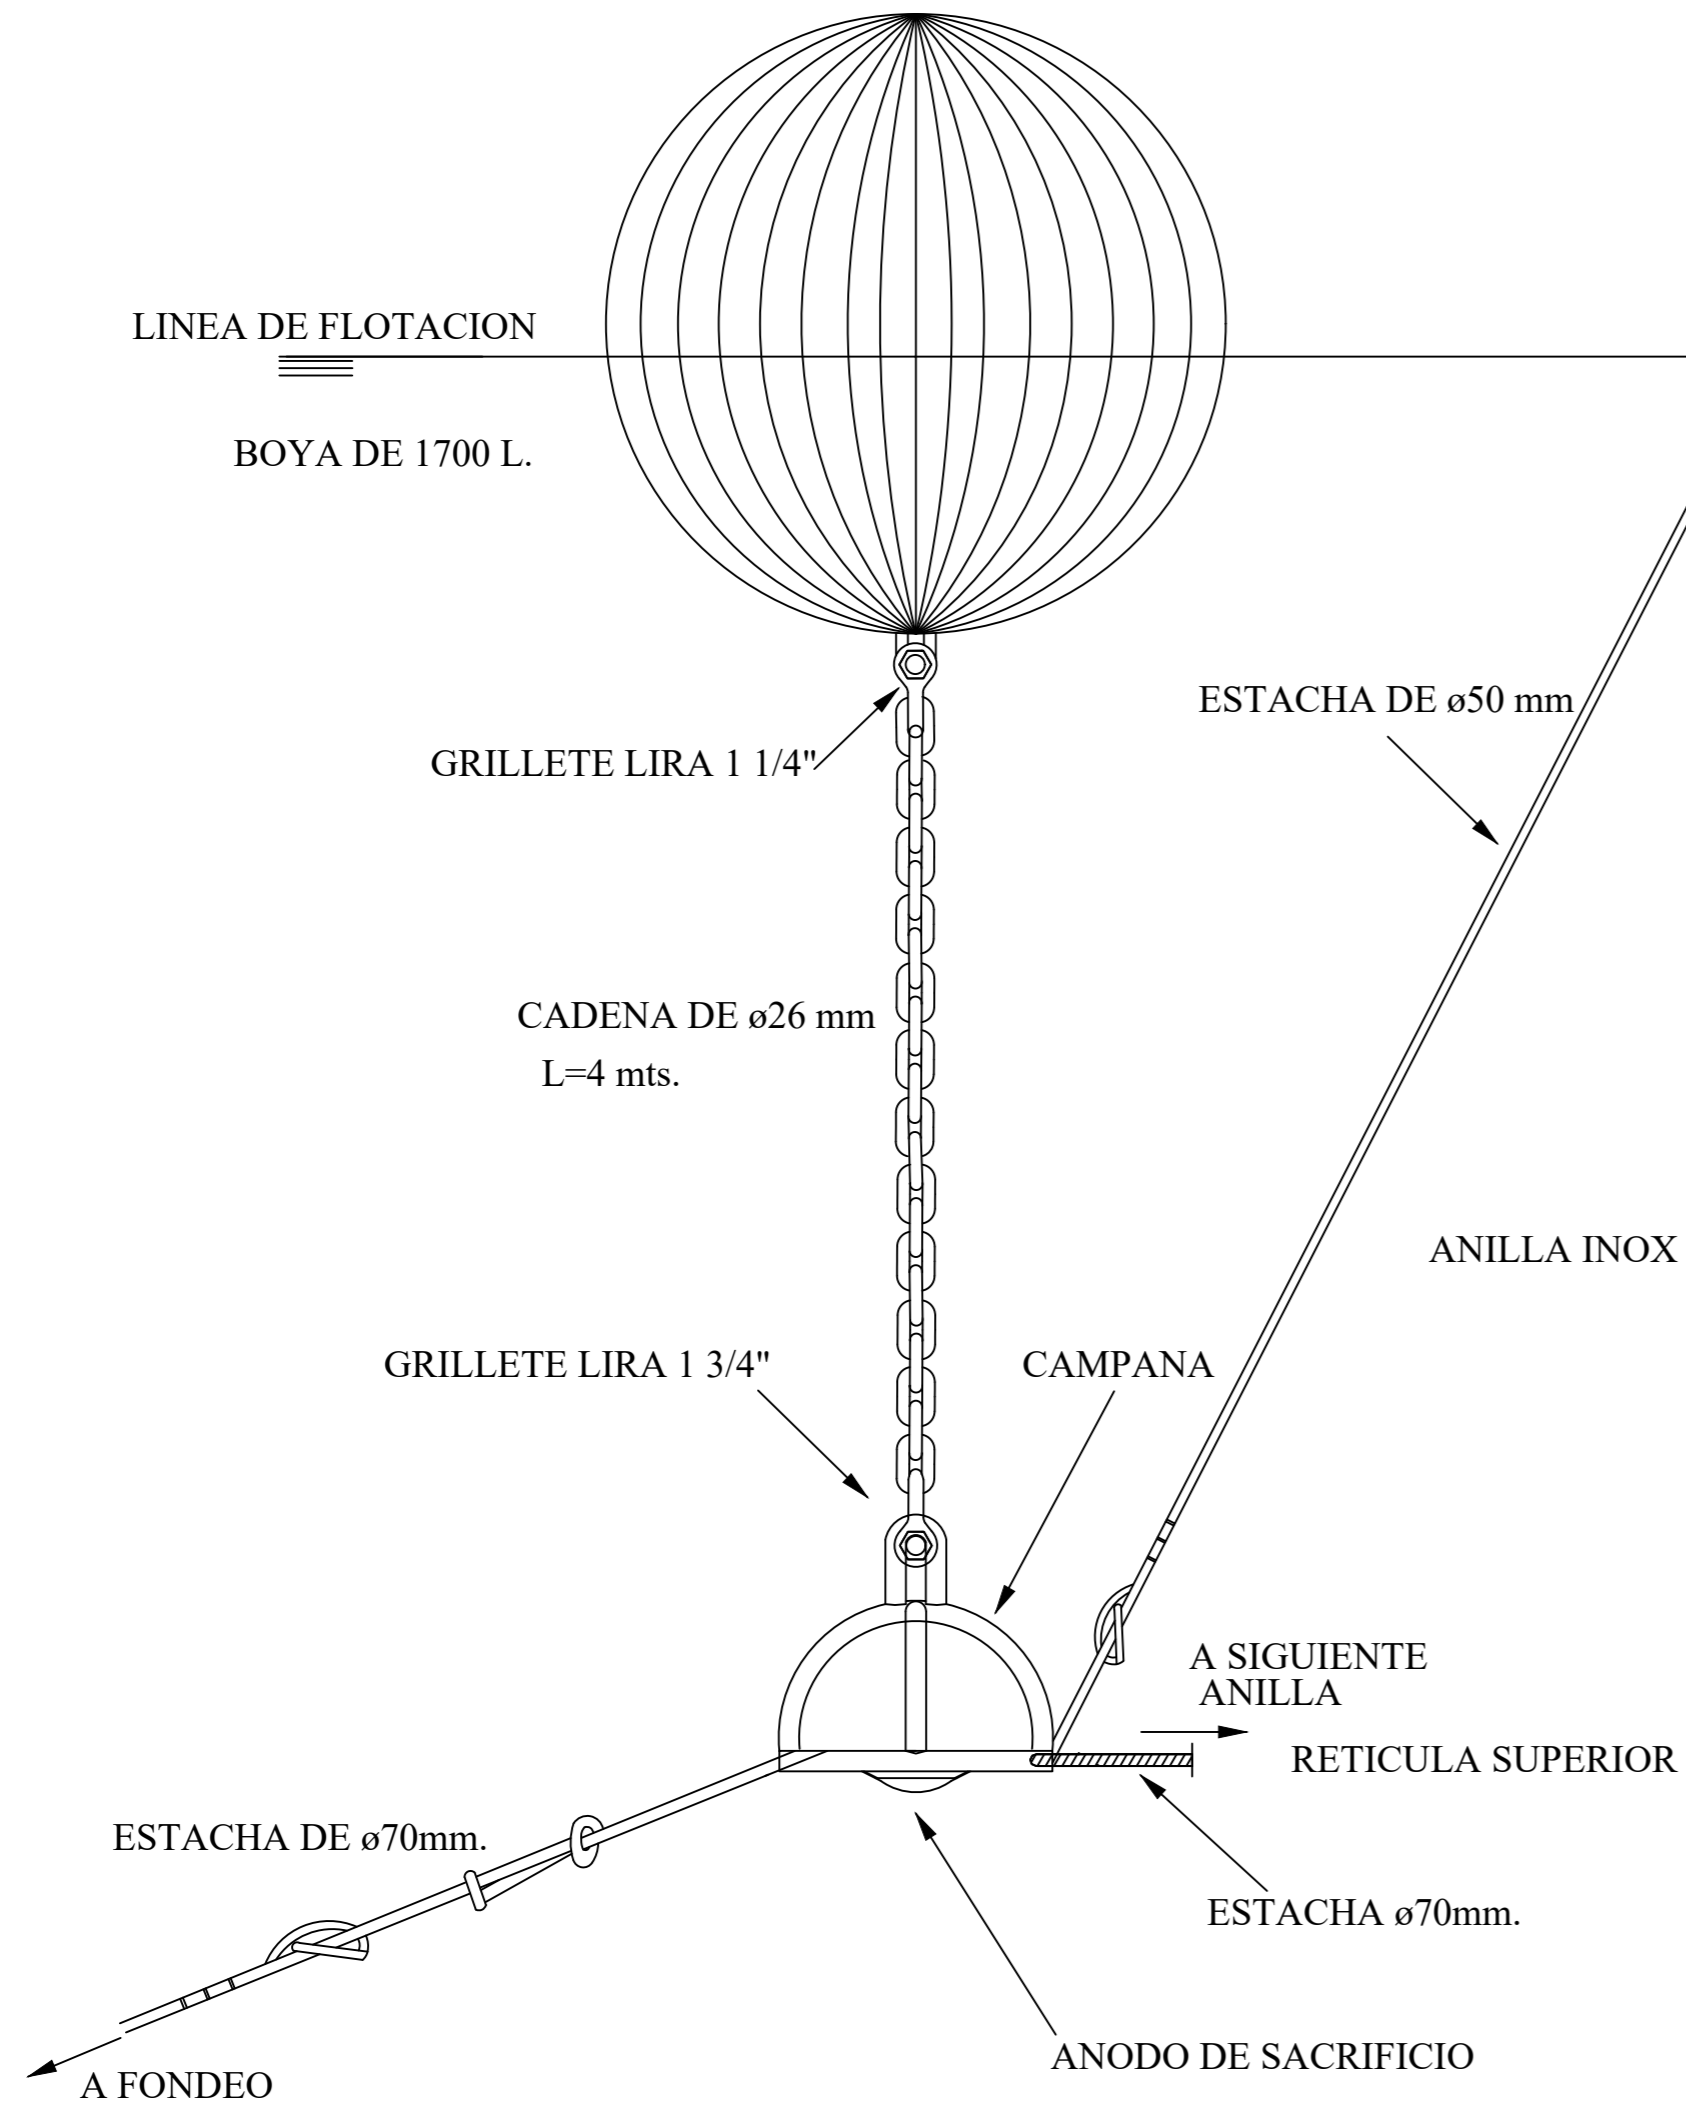 LINEA DE FLOTACION
BOYA DE 1700 L.
ESTACHA DE ø50 mm
GRILLETE LIRA 1 1/4"
CADENA DE ø26 mm
L=4 mts.
ANILLA INOX
GRILLETE LIRA 1 3/4"
CAMPANA
A SIGUIENTE
ANILLA
RETICULA SUPERIOR
ESTACHA DE ø70mm.
ESTACHA ø70mm.
ANODO DE SACRIFICIO
A FONDEO